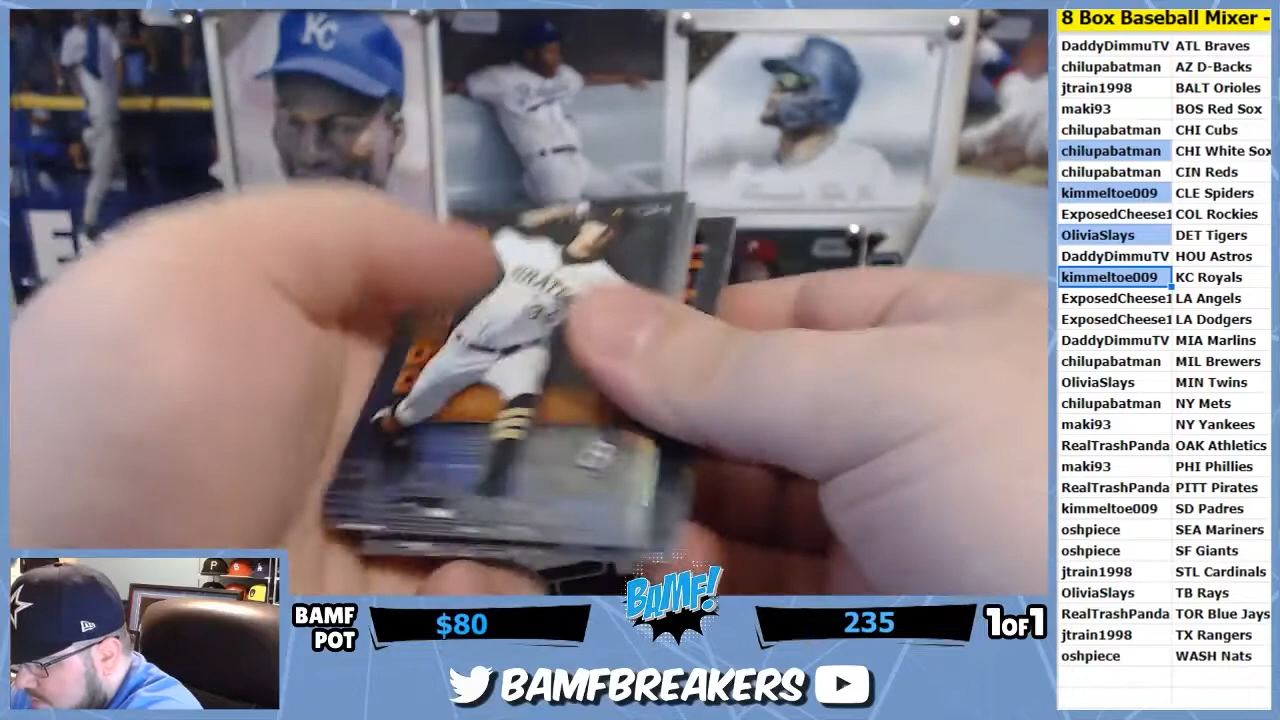 8 Box Baseball Mixer -
DaddyDimmuTV ATL Braves
chilupabatman AZ D-Backs
jtrain1998 BALT Orioles
maki93 BOS Red Sox
chilupabatman CHI Cubs
chilupabatman CHI White Sox
chilupabatman CIN Reds
kimmeltoe009 CLE Spiders
ExposedCheese1 COL Rockies
OliviaSlays DET Tigers
DaddyDimmuTV HOU Astros
kimmeltoe009 KC Royals
ExposedCheese1 LA Angels
ExposedCheese1 LA Dodgers
DaddyDimmuTV MIA Marlins
chilupabatman MIL Brewers
OliviaSlays MIN Twins
chilupabatman NY Mets
maki93 NY Yankees
RealTrashPanda OAK Athletics
maki93 PHI Phillies
RealTrashPanda PITT Pirates
kimmeltoe009 SD Padres
oshpiece SEA Mariners
oshpiece SF Giants
jtrain1998 STL Cardinals
OliviaSlays TB Rays
RealTrashPanda TOR Blue Jays
jtrain1998 TX Rangers
oshpiece WASH Nats
KC
BAMF POT
$80
BAMF!
235
1OF1
BAMFBREAKERS